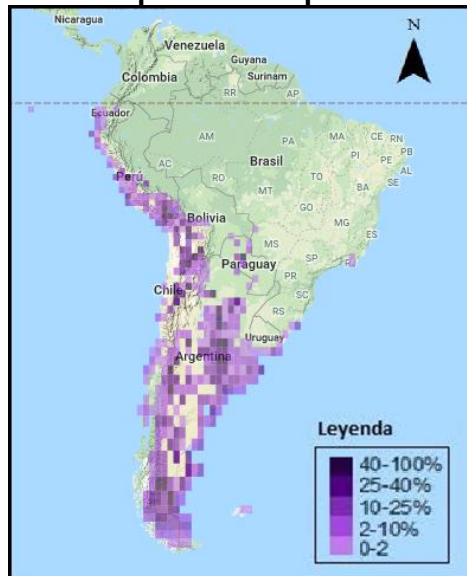 Nicaragua
N
Venezuela
Guyana
Colombia
Surinam
RR
AP
Ecuador
AM
PA
MA
CE
RN
PI
PB
PE
Perú
AC
TO
AL
RO
Brasil
SE
MT
BA
GO
Bolivia
MG
MS
ES
SP
Paraguay
PR
Chile
SC
RS
Uruguay
Argentina
Leyenda
40-100%
25-40%
10-25%
2-10%
0-2